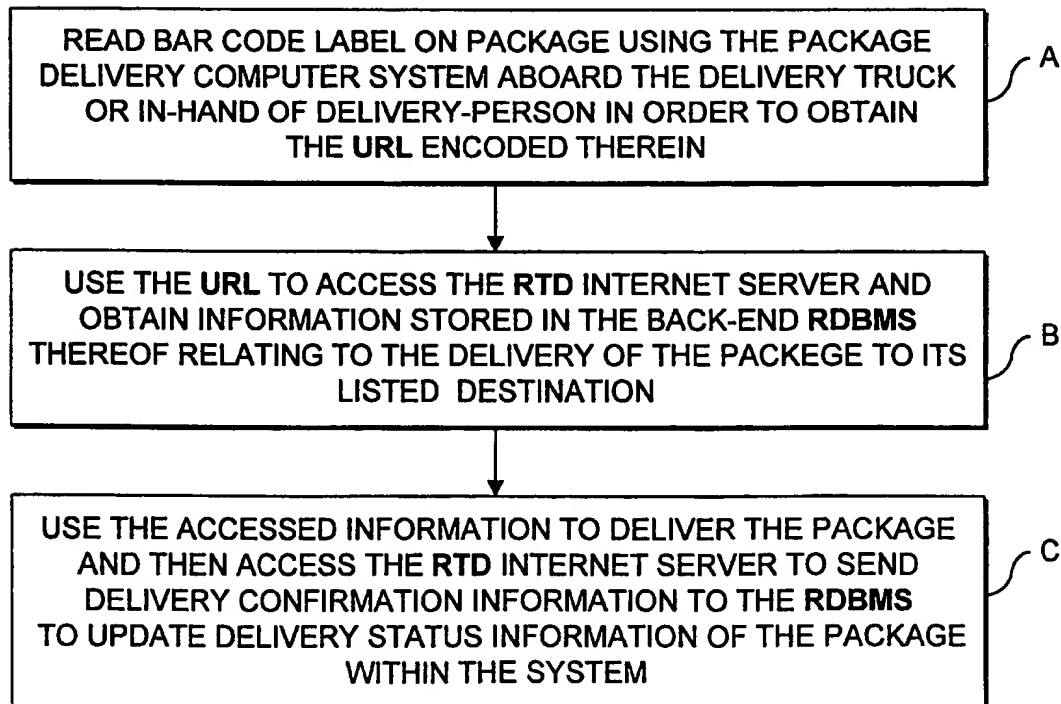 READ BAR CODE LABEL ON PACKAGE USING THE PACKAGE
DELIVERY COMPUTER SYSTEM ABOARD THE DELIVERY TRUCK
OR IN-HAND OF DELIVERY-PERSON IN ORDER TO OBTAIN
THE URL ENCODED THEREIN
A
USE THE URL TO ACCESS THE RTD INTERNET SERVER AND
OBTAIN INFORMATION STORED IN THE BACK-END RDBMS
THEREOF RELATING TO THE DELIVERY OF THE PACKEGE TO ITS
LISTED DESTINATION
B
USE THE ACCESSED INFORMATION TO DELIVER THE PACKAGE
AND THEN ACCESS THE RTD INTERNET SERVER TO SEND
DELIVERY CONFIRMATION INFORMATION TO THE RDBMS
TO UPDATE DELIVERY STATUS INFORMATION OF THE PACKAGE
WITHIN THE SYSTEM
C